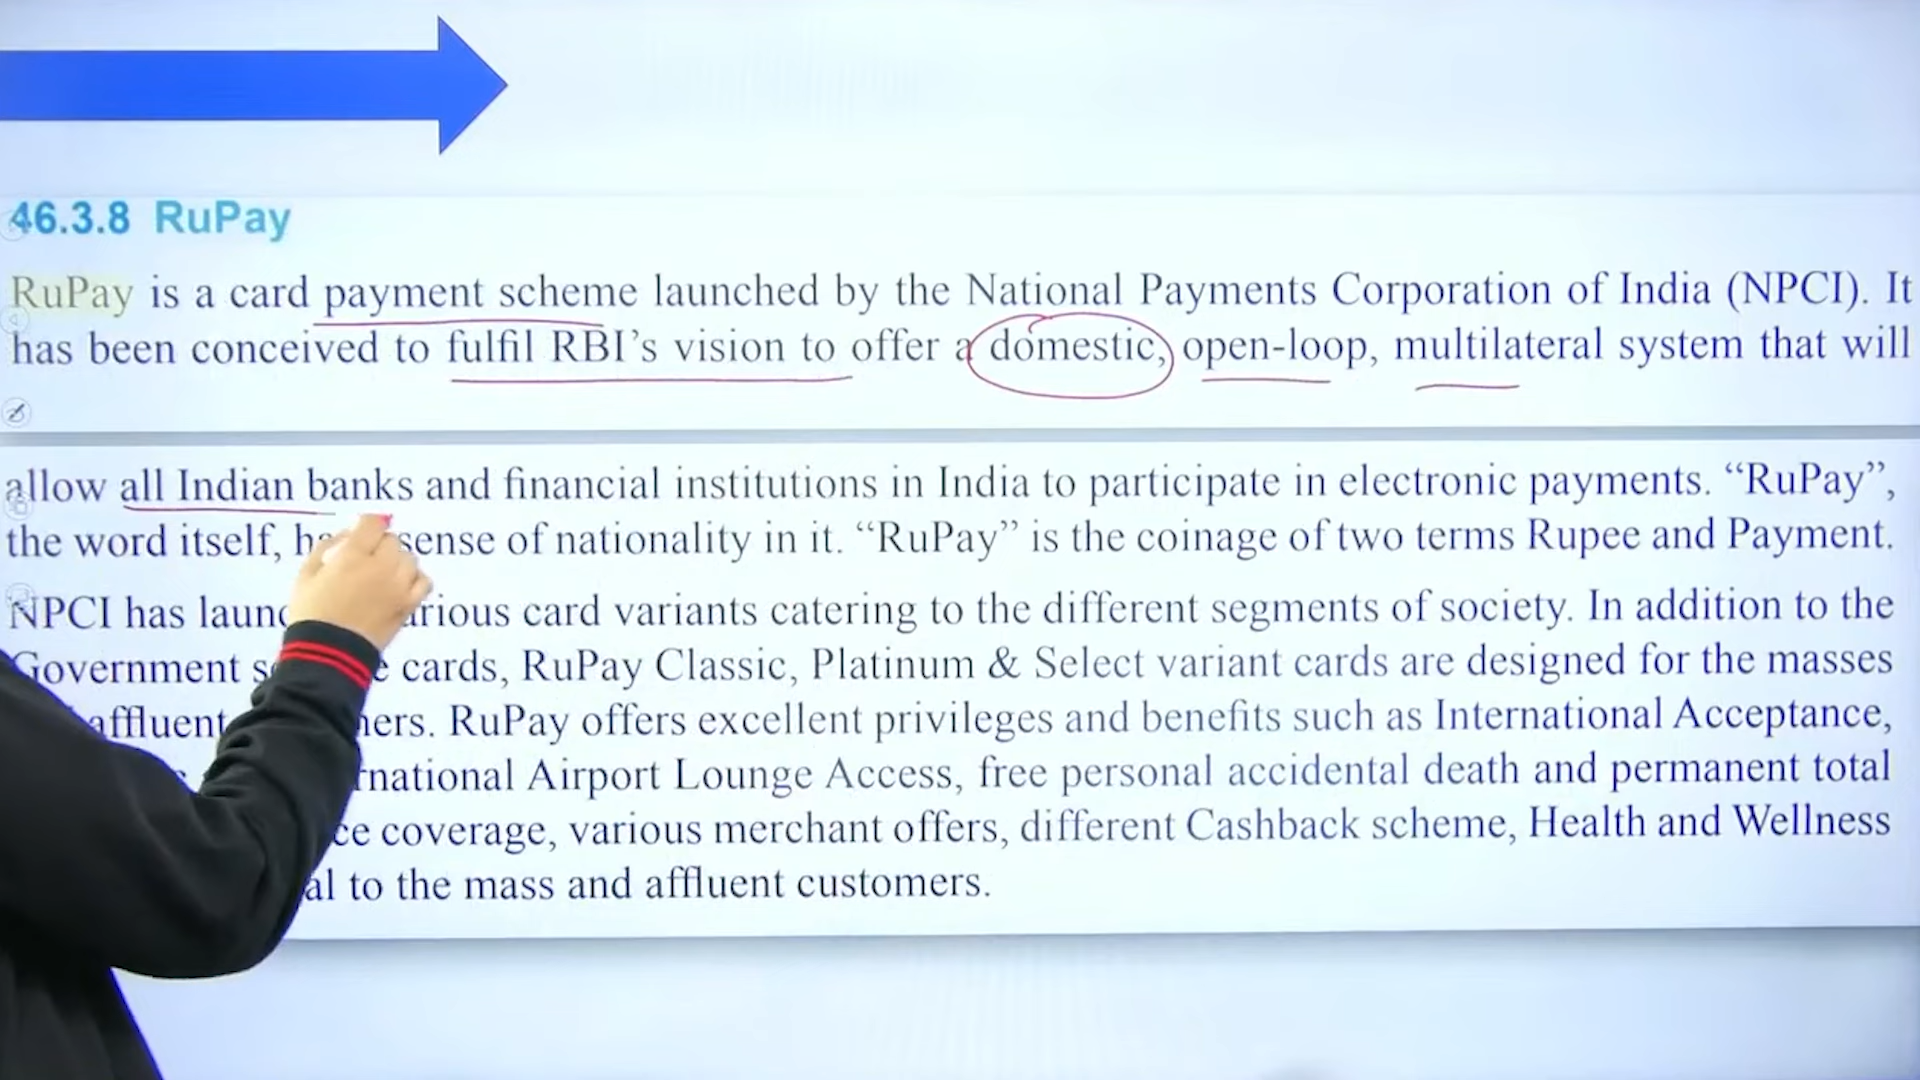 46.3.8 RuPay
RuPay is a card payment scheme launched by the National Payments Corporation of India (NPCI). It
has been conceived to fulfil RBI’s vision to offer a domestic, open-loop, multilateral system that will
allow all Indian banks and financial institutions in India to participate in electronic payments. “RuPay”,
the word itself, sense of nationality in it. “RuPay” is the coinage of two terms Rupee and Payment.
NPCI has card variants catering to the different segments of society. In addition to the
Government cards, RuPay Classic, Platinum & Select variant cards are designed for the masses
affluent RuPay offers excellent privileges and benefits such as International Acceptance,
Airport Lounge Access, free personal accidental death and permanent total
coverage, various merchant offers, different Cashback scheme, Health and Wellness
to the mass and affluent customers.